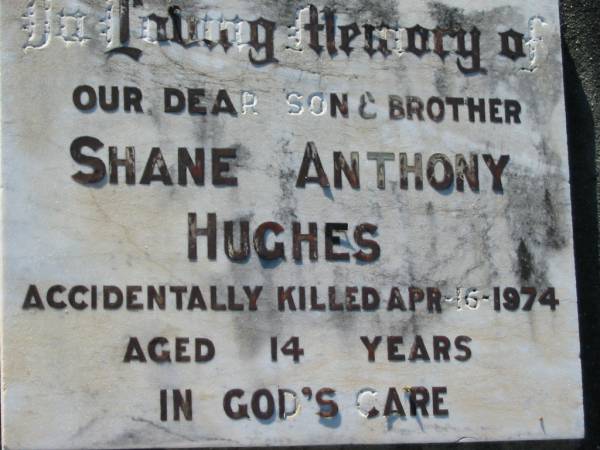 In Loving Memory of
OUR DEAR SON & BROTHER
SHANE ANTHONY
HUGHES
ACCIDENTALLY KILLED APR-16-1974
AGED 14 YEARS
IN GOD'S CARE